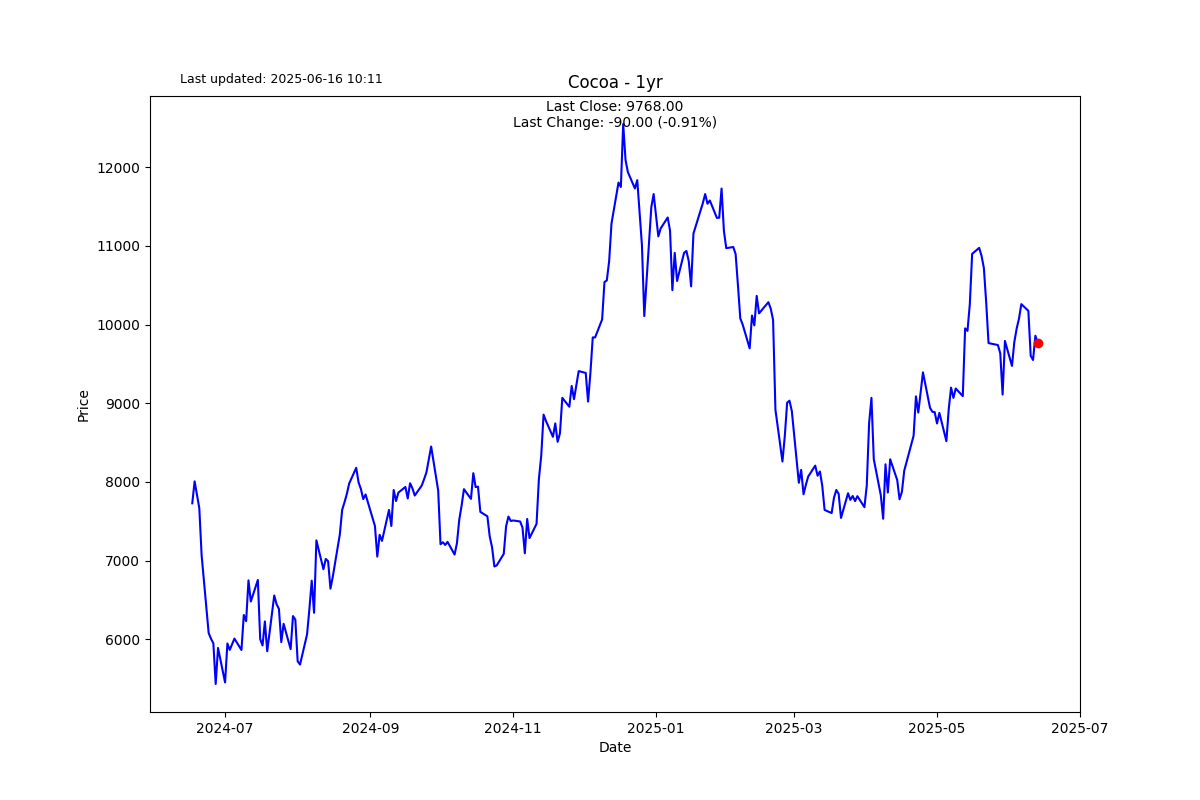 Last updated: 2025-06-16 10:11
Cocoa - 1yr
Last Close: 9768.00
Last Change: -90.00 (-0.91%)
12000
11000
10000
9000
8000
7000
6000
Price
2024-07 2024-09 2024-11 2025-01 2025-03 2025-05 2025-07
Date